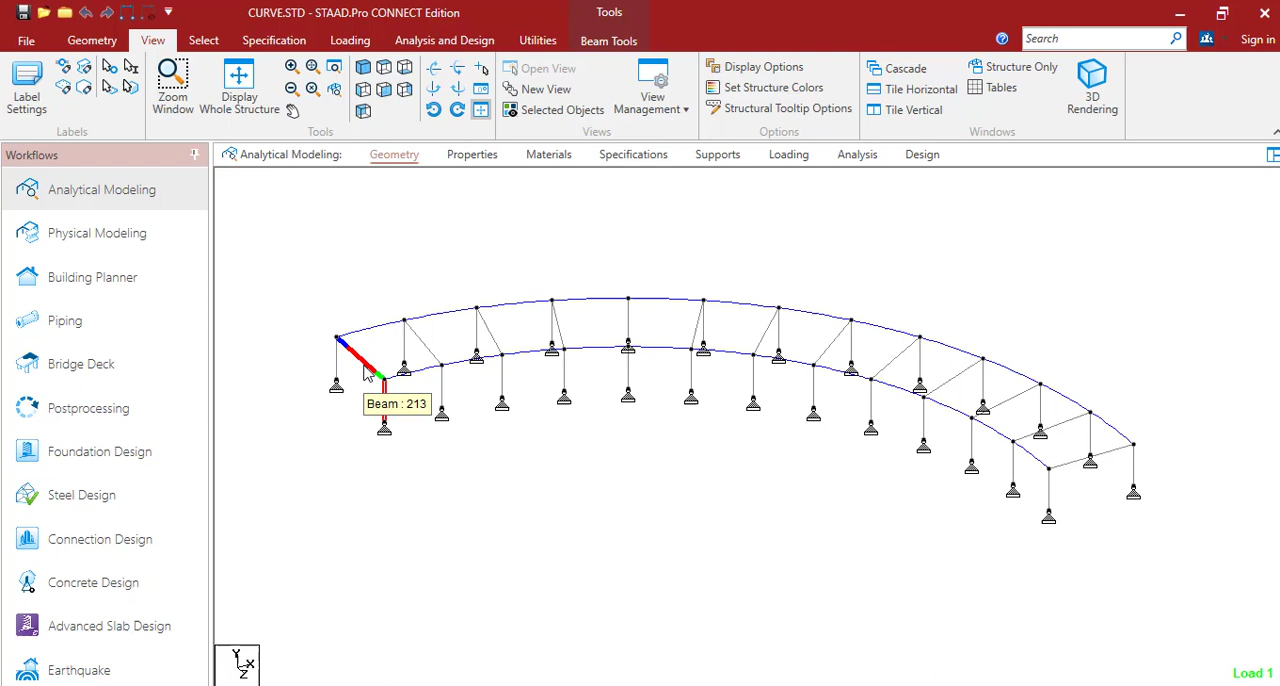 CURVE.STD - STAAD.Pro CONNECT Edition
Tools
File
Geometry
View
Select
Specification
Loading
Analysis and Design
Utilities
Beam Tools
Search
Sign in
Label Settings
Zoom Window
Display Whole Structure
Open View
New View
Selected Objects
View Management
Display Options
Set Structure Colors
Structural Tooltip Options
Cascade
Tile Horizontal
Tile Vertical
Structure Only
Tables
3D Rendering
Labels
Tools
Views
Options
Windows
Workflows
Analytical Modeling:
Geometry
Properties
Materials
Specifications
Supports
Loading
Analysis
Design
Analytical Modeling
Physical Modeling
Building Planner
Piping
Bridge Deck
Postprocessing
Foundation Design
Steel Design
Connection Design
Concrete Design
Advanced Slab Design
Earthquake
Beam : 213
Y
X
Z
Load 1